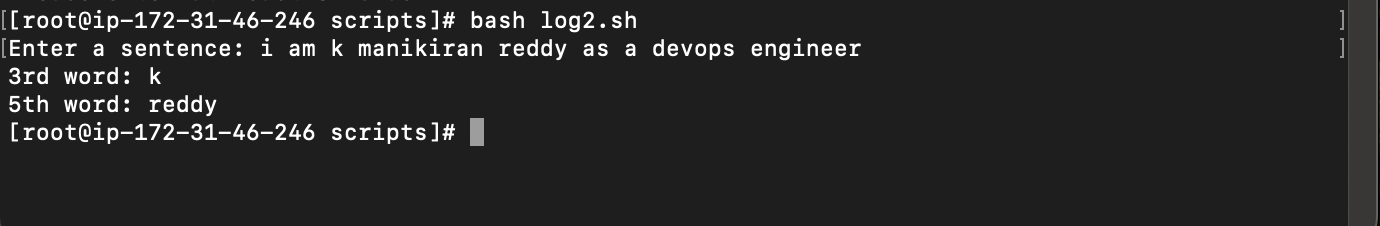 [[root@ip-172-31-46-246 scripts]# bash log2.sh ]
[Enter a sentence: i am k manikiran reddy as a devops engineer ]
3rd word: k
5th word: reddy
[root@ip-172-31-46-246 scripts]#